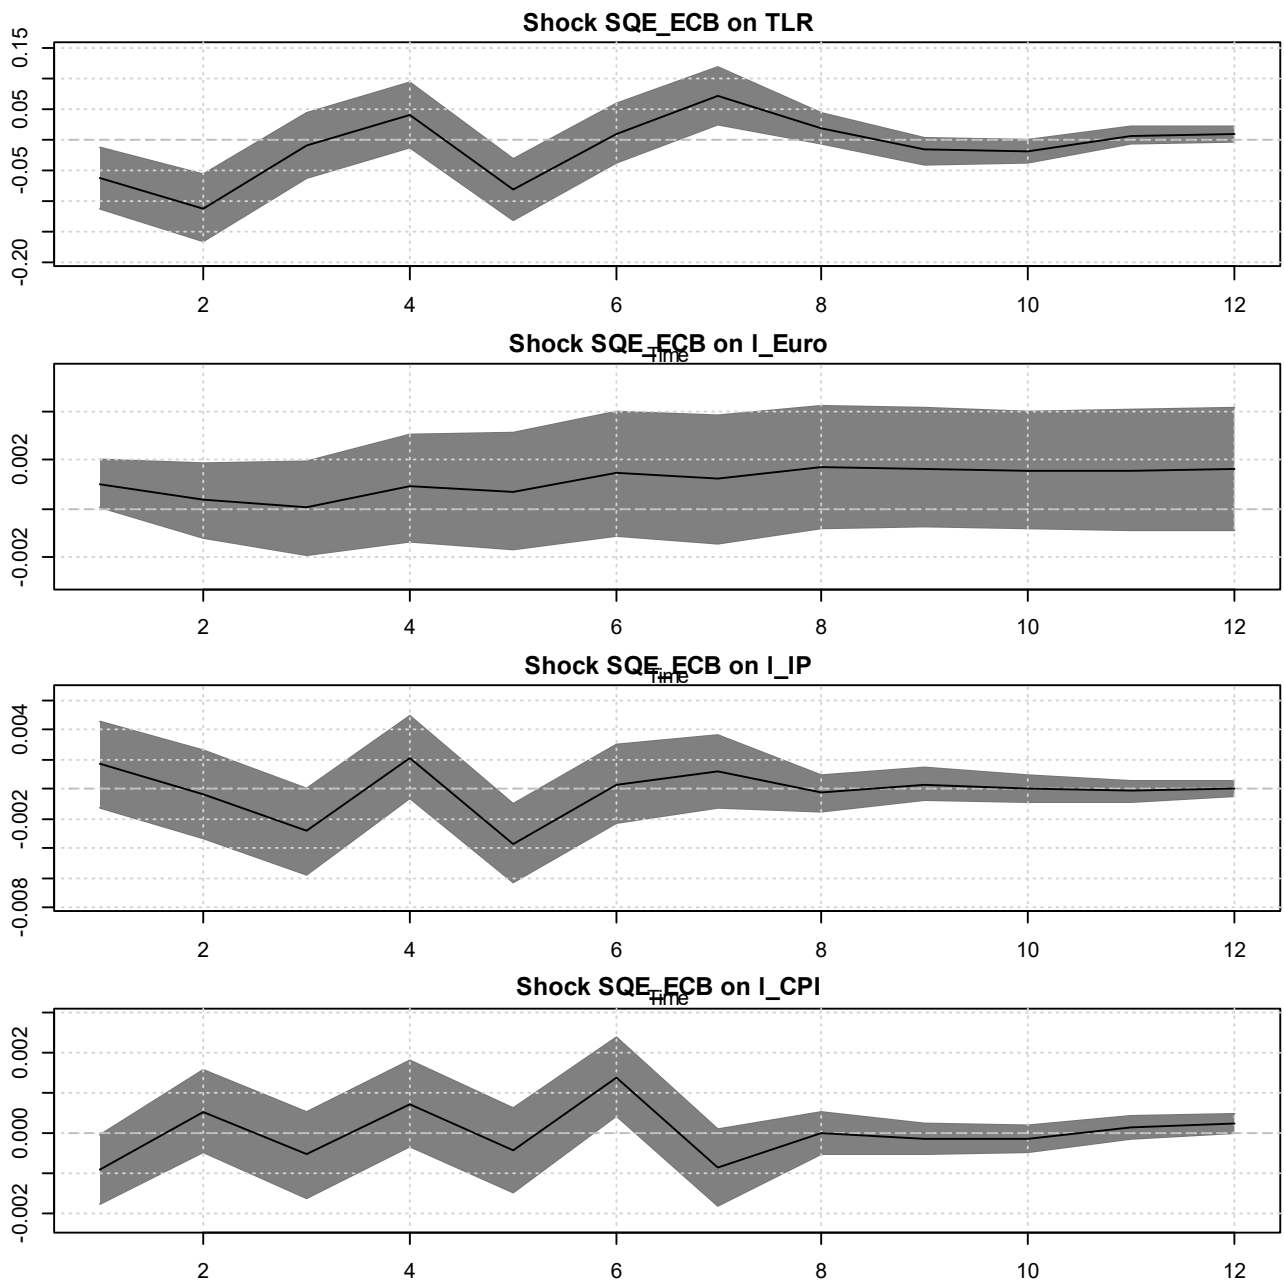 Shock SQE_ECB on TLR
0.15
0.05
-0.05
-0.20
2 4 6 8 10 12
Time
Shock SQE_ECB on l_Euro
0.002
-0.002
2 4 6 8 10 12
Time
Shock SQE_ECB on l_IP
0.004
-0.002
-0.008
2 4 6 8 10 12
Time
Shock SQE_ECB on l_CPI
0.002
0.000
-0.002
2 4 6 8 10 12